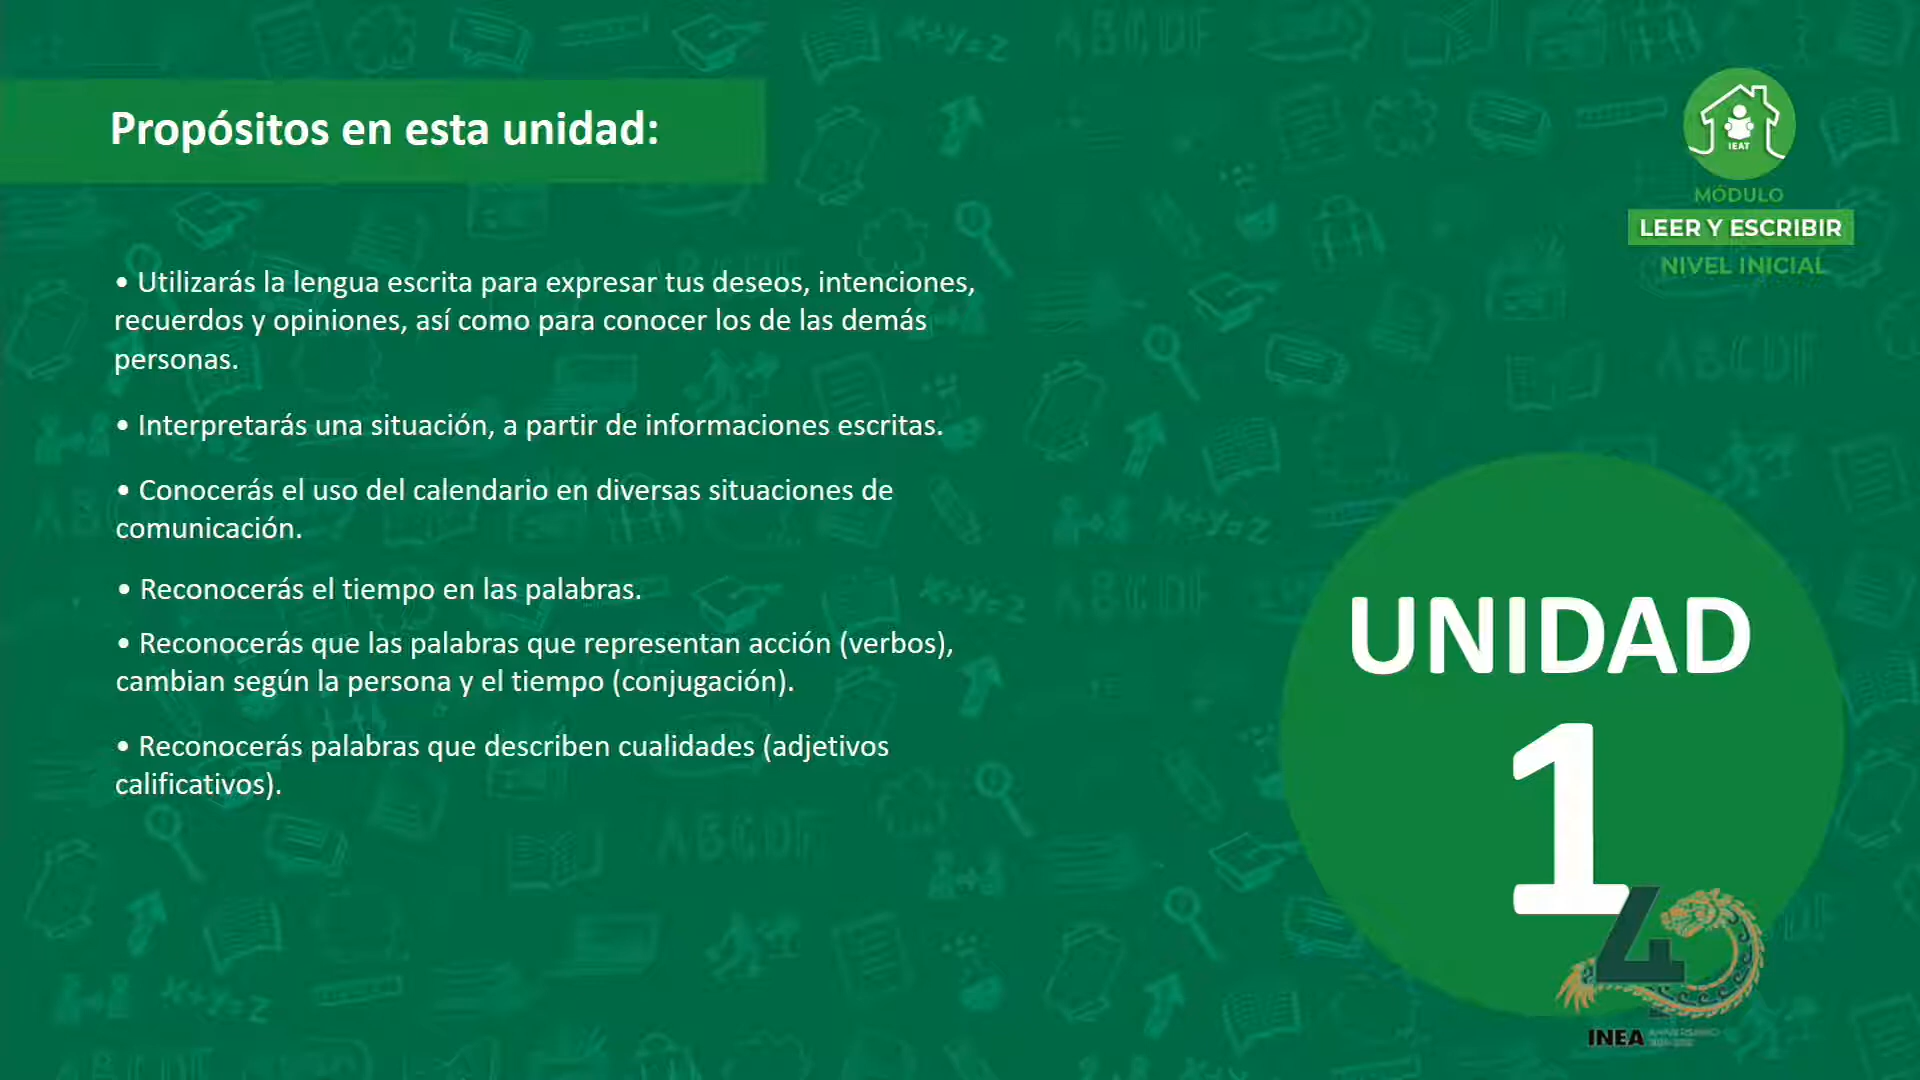 Propósitos en esta unidad:
• Utilizarás la lengua escrita para expresar tus deseos, intenciones,
recuerdos y opiniones, así como para conocer los de las demás
personas.
• Interpretarás una situación, a partir de informaciones escritas.
• Conocerás el uso del calendario en diversas situaciones de
comunicación.
• Reconocerás el tiempo en las palabras.
• Reconocerás que las palabras que representan acción (verbos),
cambian según la persona y el tiempo (conjugación).
• Reconocerás palabras que describen cualidades (adjetivos
calificativos).
IEAT
MÓDULO
LEER Y ESCRIBIR
NIVEL INICIAL
UNIDAD
1
40
INEA